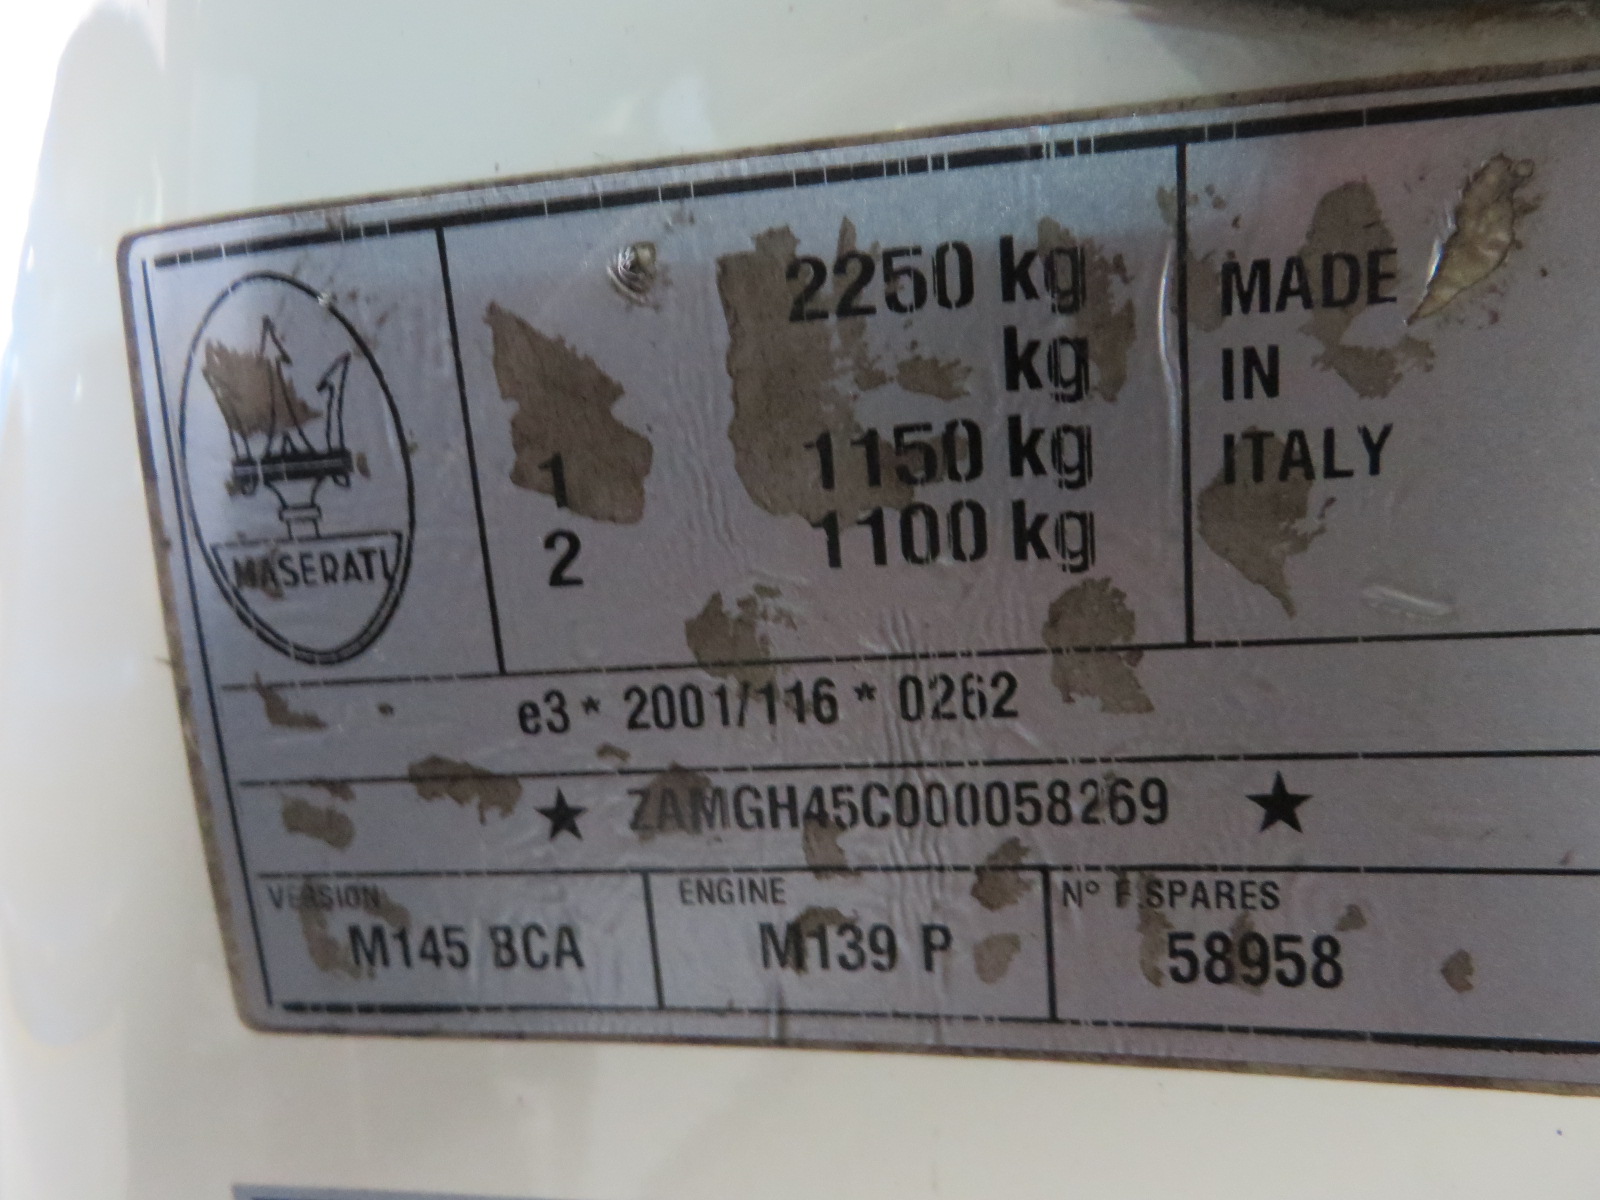 MASERATI
2250 kg
kg
1 1150 kg
2 1100 kg
MADE
IN
ITALY
e3* 2001/116 * 0262
★ ZAMGH45C000058269 ★
VERSION ENGINE N° F.SPARES
M145 BCA M139 P 58958